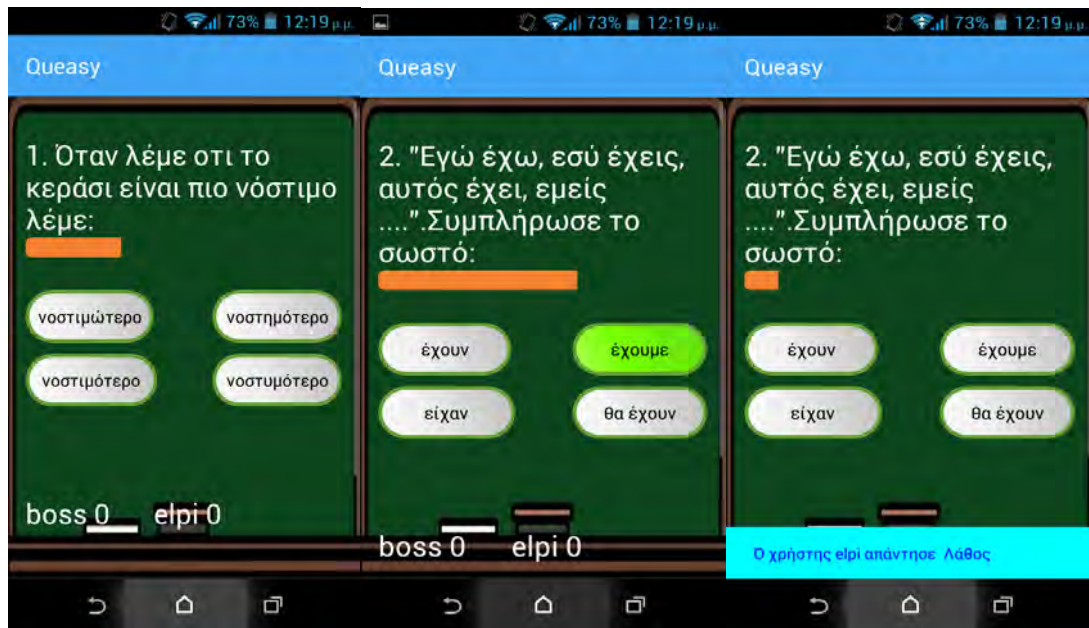 73% 12:19 μ.μ.
Queasy
1. Όταν λέμε οτι το
κεράσι είναι πιο νόστιμο
λέμε:
νοστιμώτερο
νοστημότερο
νοστιμότερο
νοστυμότερο
boss 0 elpi 0
73% 12:19 μ.μ.
Queasy
2. "Εγώ έχω, εσύ έχεις,
αυτός έχει, εμείς
....".Συμπλήρωσε το
σωστό:
έχουν
έχουμε
είχαν
θα έχουν
boss 0 elpi 0
73% 12:19 μ.μ.
Queasy
2. "Εγώ έχω, εσύ έχεις,
αυτός έχει, εμείς
....".Συμπλήρωσε το
σωστό:
έχουν
έχουμε
είχαν
θα έχουν
Ό χρήστης elpi απάντησε Λάθος